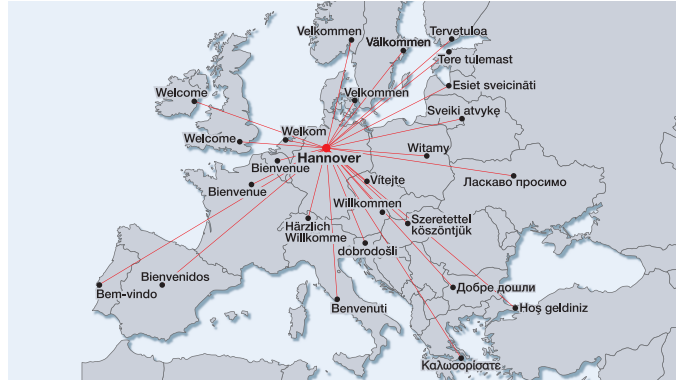 Velkommen
Välkommen
Tervetuloa
Tere tulemast
Esiet sveicināti
Welcome
Velkommen
Sveiki atvykę
Welcome
Welkom
Hannover
Witamy
Bienvenue
Ласкаво просимо
Vítejte
Bienvenue
Willkommen
Härzlich
Willkomme
Szeretettel
köszöntjük
dobrodošli
Bienvenidos
Bem-vindo
Benvenuti
Добре дошли
Hoş geldiniz
Καλωσορίσατε